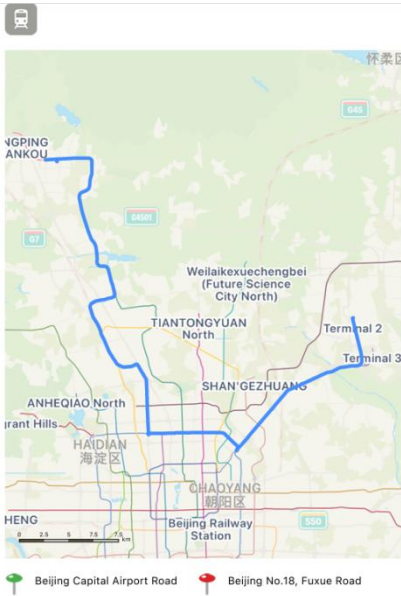 怀柔区
G45
NGPING
ANKOU
G4501
G7
Weilaikexuechengbei
(Future Science
City North)
TIANTONGYUAN
North
Terminal 2
Terminal 3
SHAN'GEZHUANG
ANHEQIAO North
grant Hills
HAIDIAN
海淀区
CHAOYANG
朝阳区
HENG
Beijing Railway
Station
S50
0 2.5 5 7.5 7.5 km
Beijing Capital Airport Road
Beijing No.18, Fuxue Road